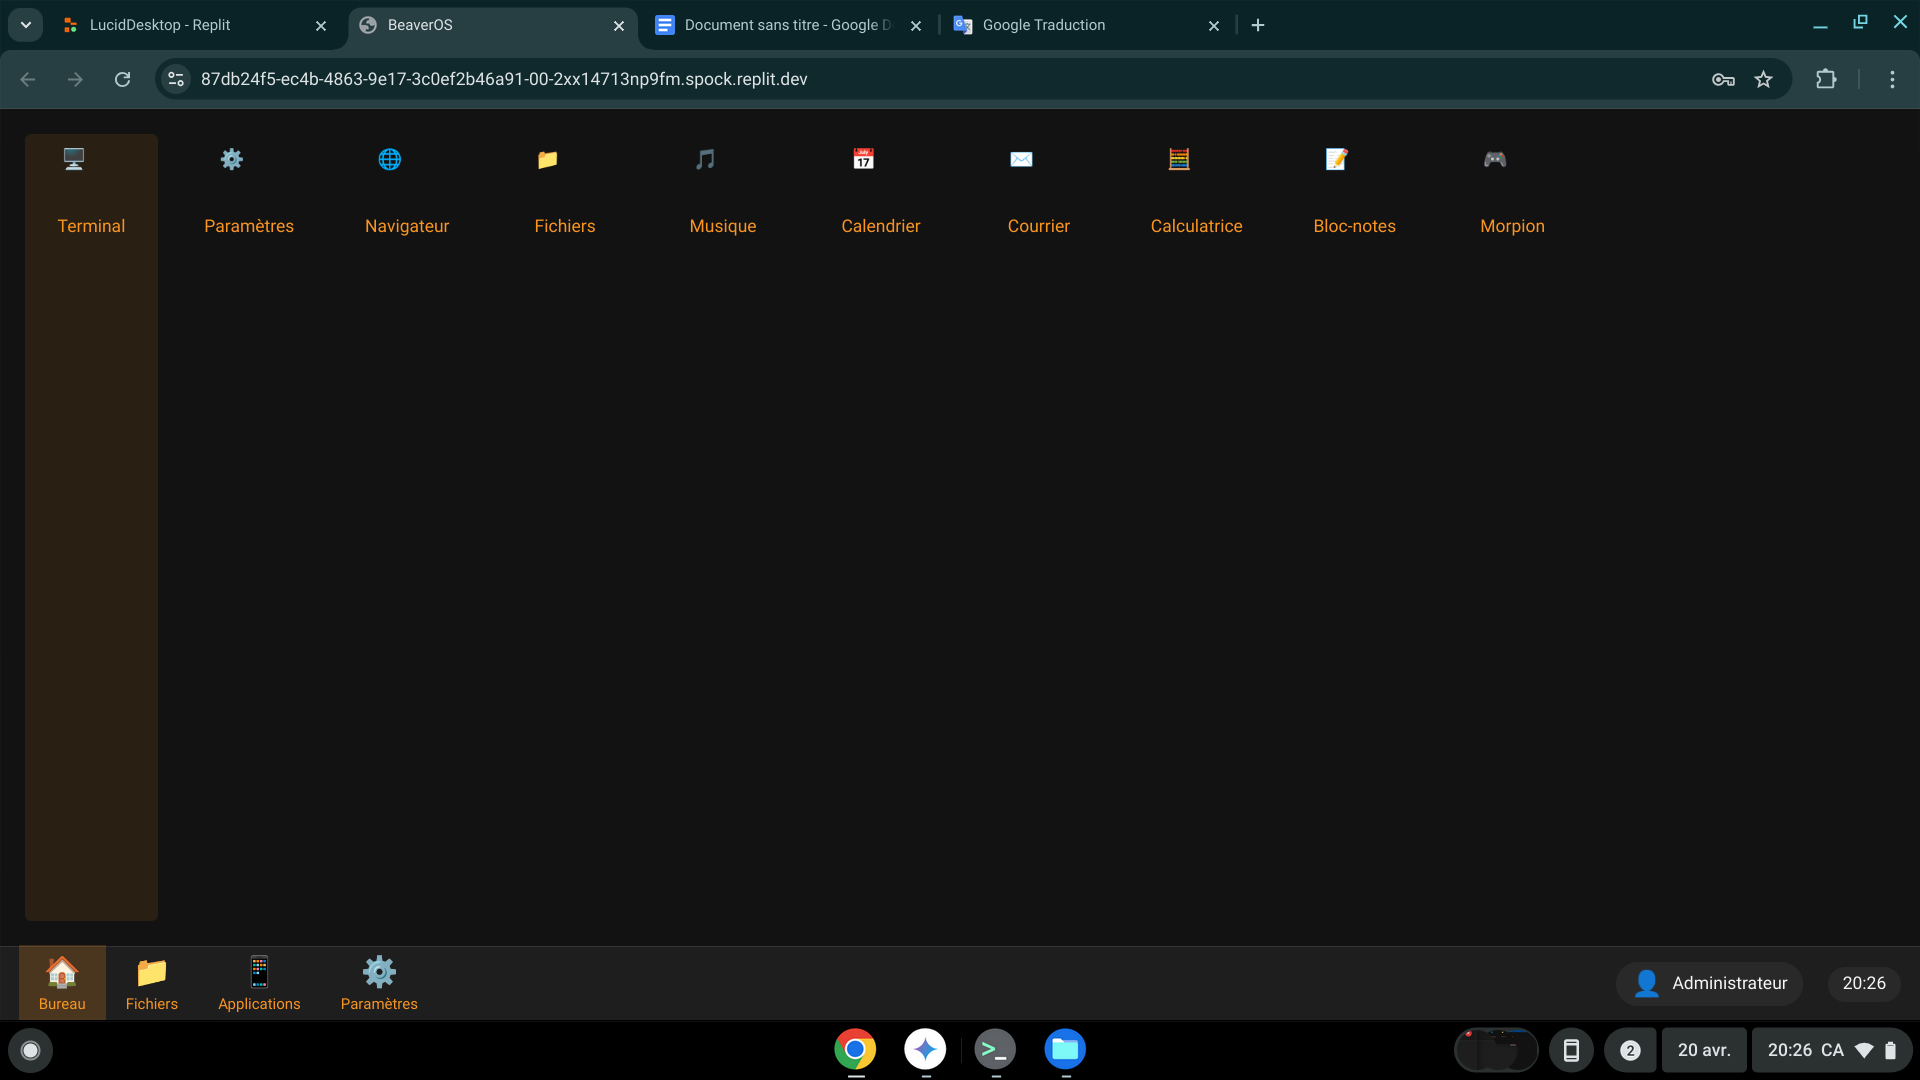 LucidDesktop - Replit
BeaverOS
Document sans titre - Google D
Google Traduction
87db24f5-ec4b-4863-9e17-3c0ef2b46a91-00-2xx14713np9fm.spock.replit.dev
Terminal
Paramètres
Navigateur
Fichiers
Musique
Calendrier
Courrier
Calculatrice
Bloc-notes
Morpion
Bureau
Fichiers
Applications
Paramètres
Administrateur
20:26
2
20 avr.
20:26 CA